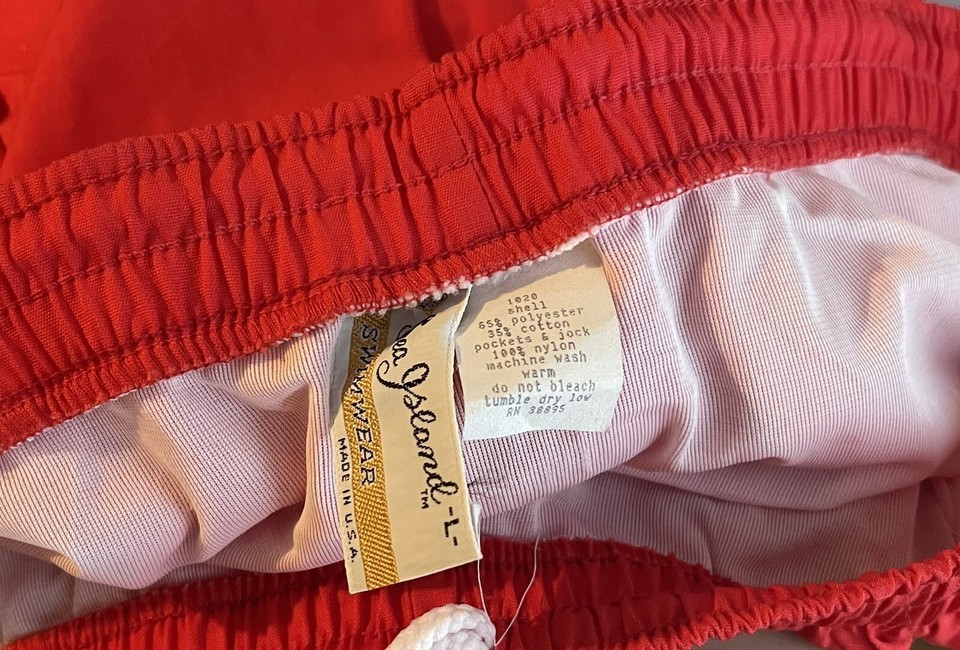 Sea Island™
-L-
SWIMWEAR
MADE IN U.S.A.
1020
shell
65% polyester
35% cotton
pockets & jock
100% nylon
machine wash
warm
do not bleach
tumble dry low
RN 38895